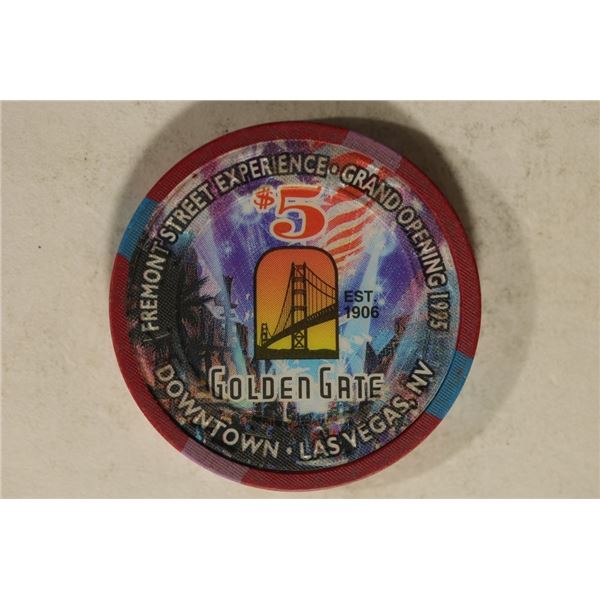 FREMONT STREET EXPERIENCE • GRAND OPENING 1995
$5
EST.
1906
GOLDEN GATE
DOWNTOWN • LAS VEGAS, NV